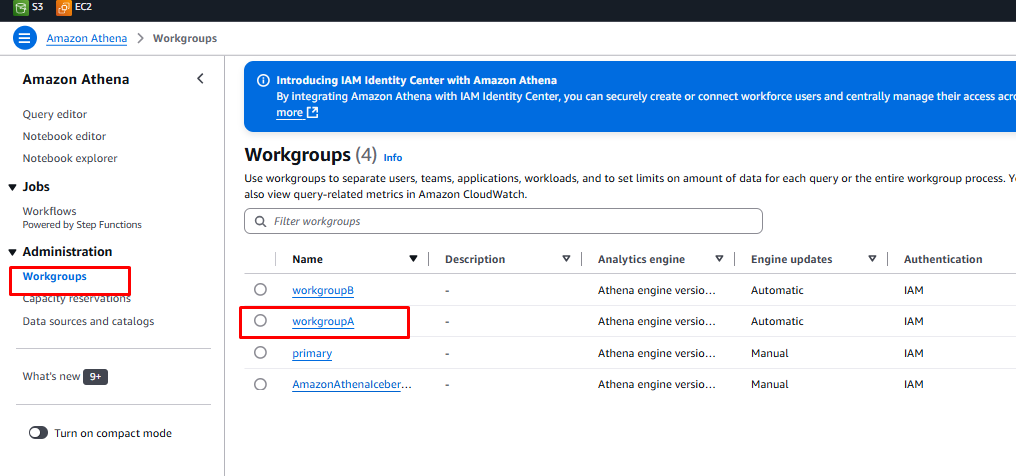 S3 EC2
Amazon Athena > Workgroups
Amazon Athena
Query editor
Notebook editor
Notebook explorer
Jobs
Workflows
Powered by Step Functions
Administration
Workgroups
Capacity reservations
Data sources and catalogs
What's new 9+
Turn on compact mode
Introducing IAM Identity Center with Amazon Athena
By integrating Amazon Athena with IAM Identity Center, you can securely create or connect workforce users and centrally manage their access
more
Workgroups (4) Info
Use workgroups to separate users, teams, applications, workloads, and to set limits on amount of data for each query or the entire workgroup process.
also view query-related metrics in Amazon CloudWatch.
Filter workgroups
Name Description Analytics engine Engine updates Authentication
workgroupB - Athena engine versio... Automatic IAM
workgroupA - Athena engine versio... Automatic IAM
primary - Athena engine versio... Manual IAM
AmazonAthenaIceber... - Athena engine versio... Manual IAM